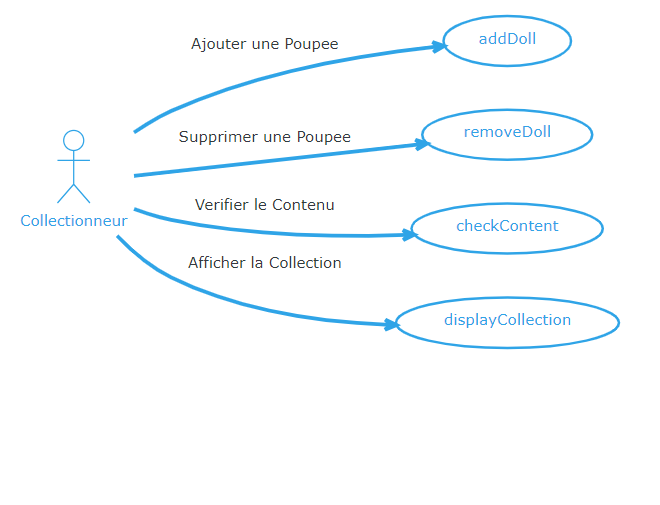 Ajouter une Poupee
addDoll
Supprimer une Poupee
removeDoll
Verifier le Contenu
checkContent
Collectionneur
Afficher la Collection
displayCollection